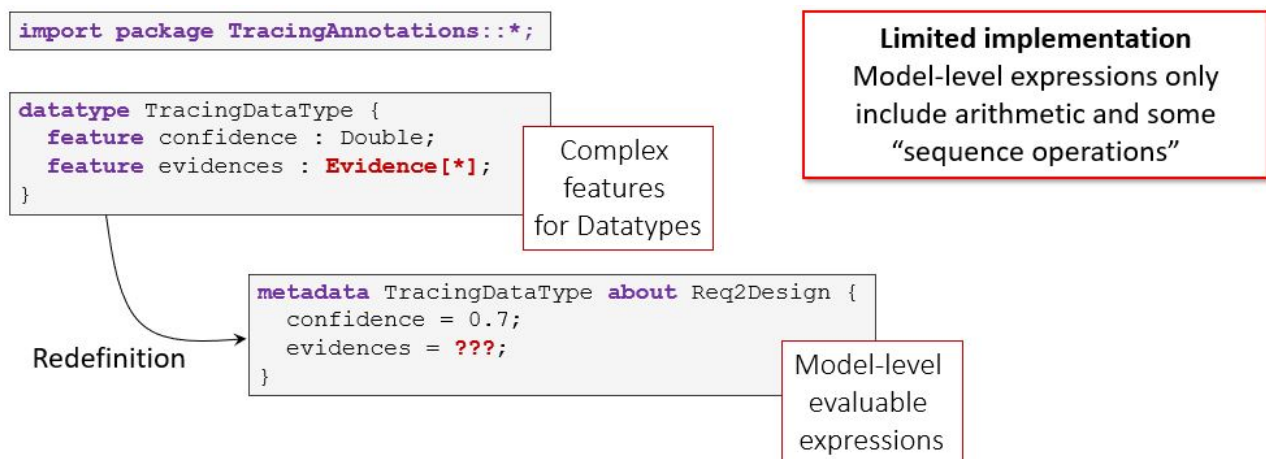 import package TracingAnnotations::*;
Limited implementation
Model-level expressions only
include arithmetic and some
“sequence operations”
datatype TracingDataType {
feature confidence : Double;
feature evidences : Evidence[*];
}
Complex
features
for Datatypes
Redefinition
metadata TracingDataType about Req2Design {
confidence = 0.7;
evidences = ???;
}
Model-level
evaluable
expressions